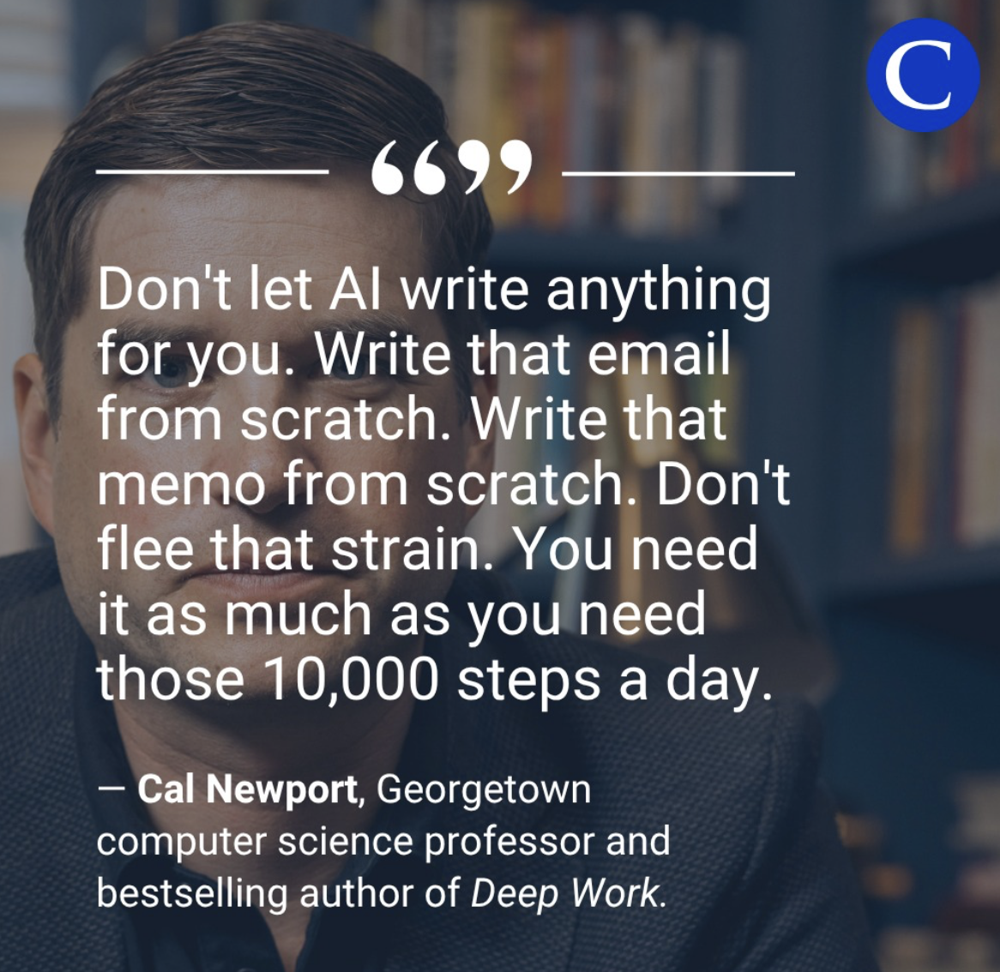 C
““””
Don't let AI write anything
for you. Write that email
from scratch. Write that
memo from scratch. Don't
flee that strain. You need
it as much as you need
those 10,000 steps a day.
— Cal Newport, Georgetown
computer science professor and
bestselling author of Deep Work.